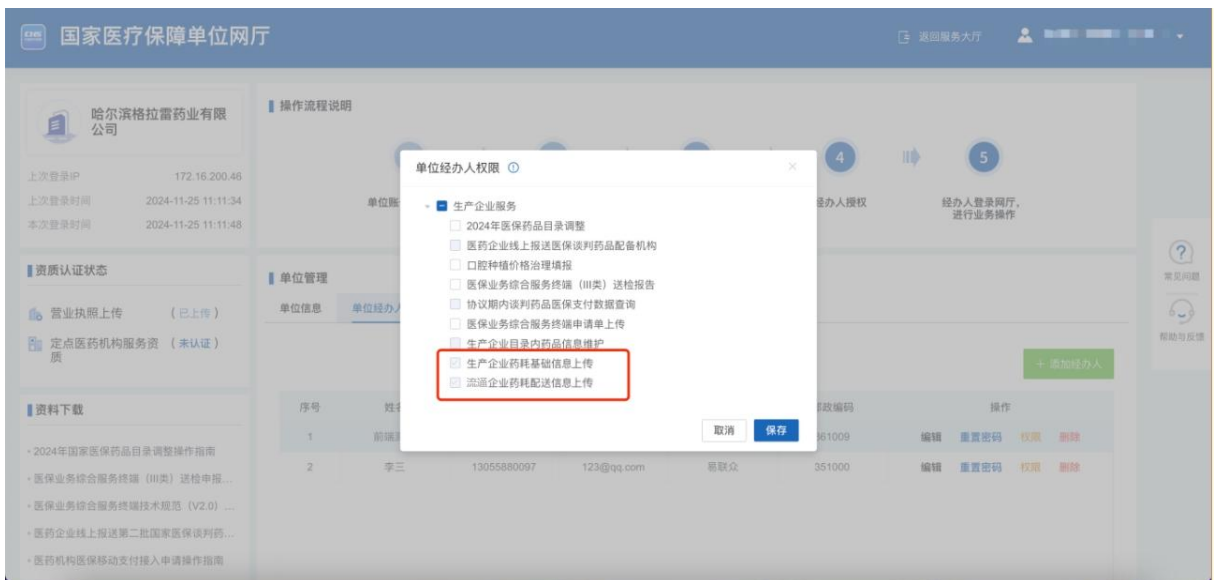 CHS 国家医疗保障单位网厅
返回服务大厅
哈尔滨格拉雷药业有限
公司
上次登录IP 172.16.200.46
上次登录时间 2024-11-25 11:11:34
本次登录时间 2024-11-25 11:11:48
资质认证状态
营业执照上传 (已上传)
定点医药机构服务资 (未认证)
质
资料下载
·2024年国家医保药品目录调整操作指南
·医保业务综合服务终端(III类)送检申报...
·医保业务综合服务终端技术规范(V2.0)...
·医药企业线上报送第二批国家医保谈判药...
·医药机构医保移动支付接入申请操作指南
操作流程说明
4
5
单位账
经办人授权
经办人登录网厅,
进行业务操作
单位管理
单位信息 单位经办人
+ 添加经办人
序号 姓名 邮政编码 操作
1 361009 编辑 重置密码 权限 删除
2 李三 13055880097 123@qq.com 易联众 351000 编辑 重置密码 权限 删除
单位经办人权限
×
生产企业服务
2024年医保药品目录调整
医药企业线上报送医保谈判药品配备机构
口腔种植价格治理填报
医保业务综合服务终端(III类)送检报告
协议期内谈判药品医保支付数据查询
医保业务综合服务终端申请单上传
生产企业目录内药品信息维护
生产企业药耗基础信息上传
流通企业药耗配送信息上传
取消 保存
?
常见问题
帮助与反馈